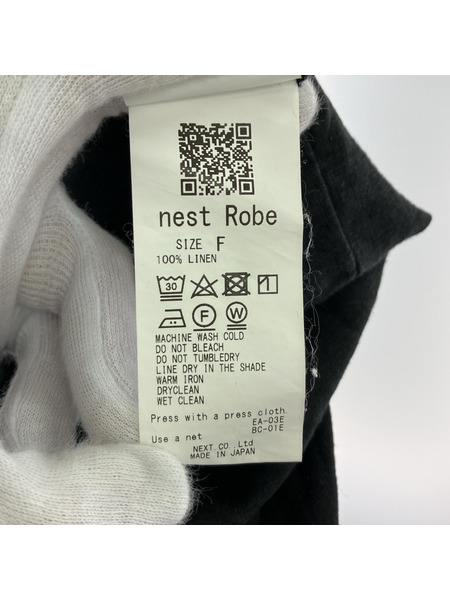 nest Robe
SIZE F
100% LINEN
30
MACHINE WASH COLD
DO NOT BLEACH
DO NOT TUMBLEDRY
LINE DRY IN THE SHADE
WARM IRON
DRYCLEAN
WET CLEAN
Press with a press cloth.
EA-03E
Use a net
BC-01E
NEXT CO.,Ltd
MADE IN JAPAN